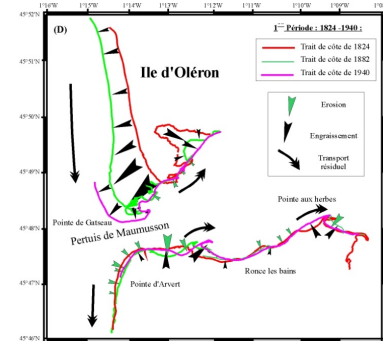 1°16'W 1°15'W 1°14'W 1°13'W 1°12'W 1°11'W 1°10'W 1°09'W 1°08'
45°52'N
(D)
1ère Période : 1824 -1940 :
Trait de côte de 1824
Trait de côte de 1882
Trait de côte de 1940
Ile d'Oléron
45°50'N
Erosion
Engraissement
Transport
résiduel
45°49'N
Pointe de Gatseau
Pointe aux herbes
45°48'N
Pertuis de Maumusson
Ronce les bains
45°47'N
Pointe d'Arvert
45°46'N